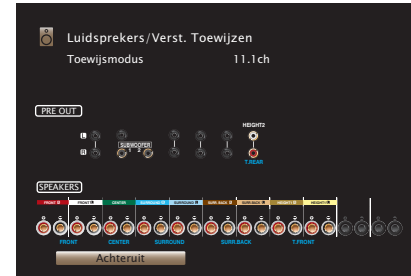 Luidsprekers/Verst. Toewijzen
Toewijsmodus 11.1ch
PRE OUT
HEIGHT2
L
SUBWOOFER
R 1 2
T.REAR
SPEAKERS
FRONT R FRONT L CENTER SURROUND R SURROUND L SURR. BACK R SURR.BACK L HEIGHT1 R HEIGHT1 L
FRONT CENTER SURROUND SURR.BACK T.FRONT
Achteruit